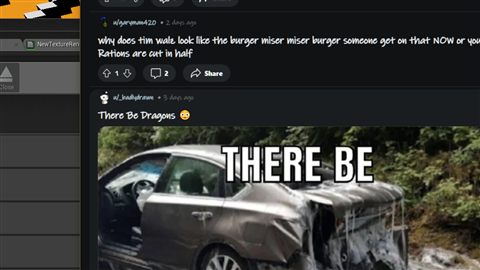 u/garyman420 • 2 days ago
why does tim walz look like the burger miser miser burger someone get on that NOW or you
Rations are cut in half
1
2
Share
NewTextureRen
Close
u/_badlydrawn • 3 days ago
There Be Dragons 😳
THERE BE